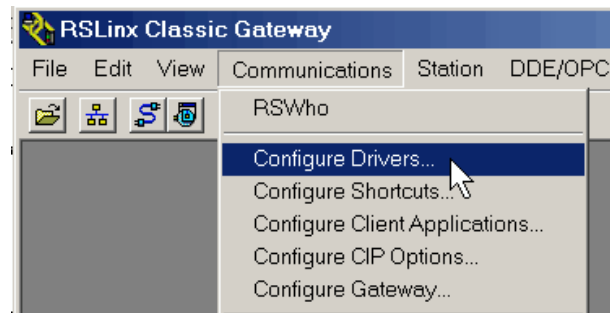 RSLinx Classic Gateway
File Edit View Communications Station DDE/OPC
RSWho
Configure Drivers...
Configure Shortcuts...
Configure Client Applications...
Configure CIP Options...
Configure Gateway...